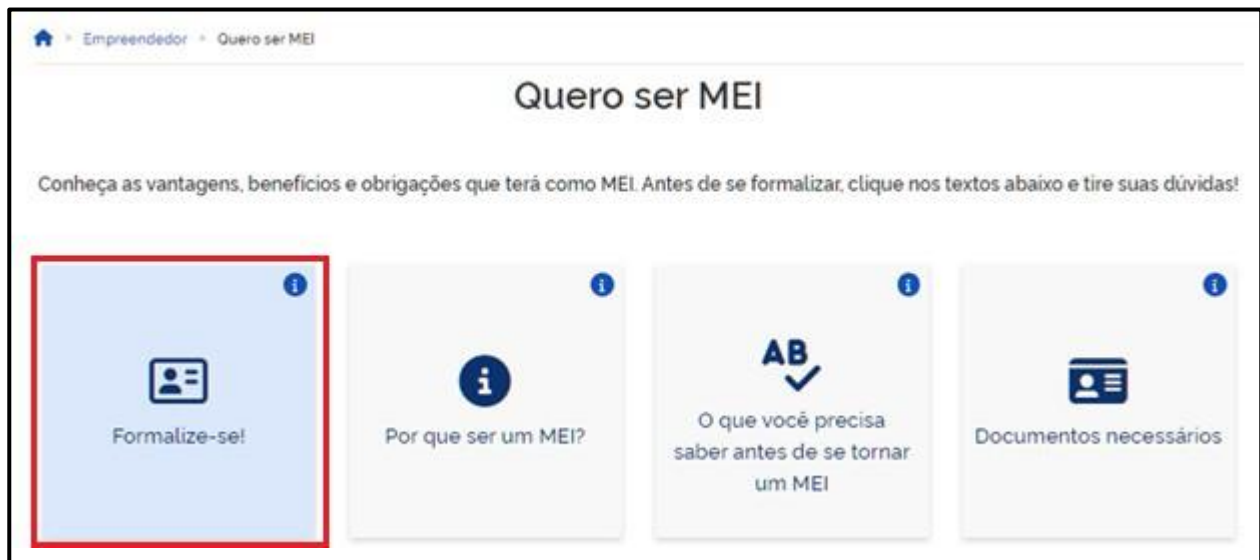 Empreendedor Quero ser MEI
Quero ser MEI
Conheça as vantagens, benefícios e obrigações que terá como MEI. Antes de se formalizar, clique nos textos abaixo e tire suas dúvidas!
Formalize-se!
Por que ser um MEI?
AB
O que você precisa
saber antes de se tornar
um MEI
Documentos necessários